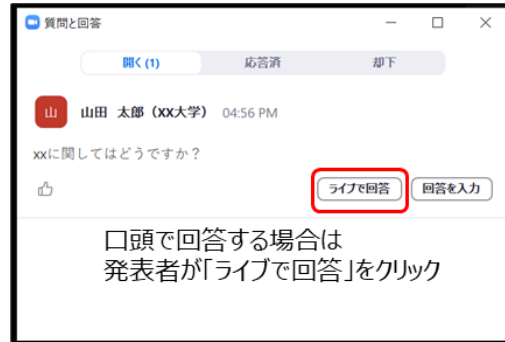 質問と回答
開く(1) 応答済 却下
山 山田 太郎（XX大学） 04:56 PM
xxに関してはどうですか？
ライブで回答 回答を入力
口頭で回答する場合は
発表者が「ライブで回答」をクリック